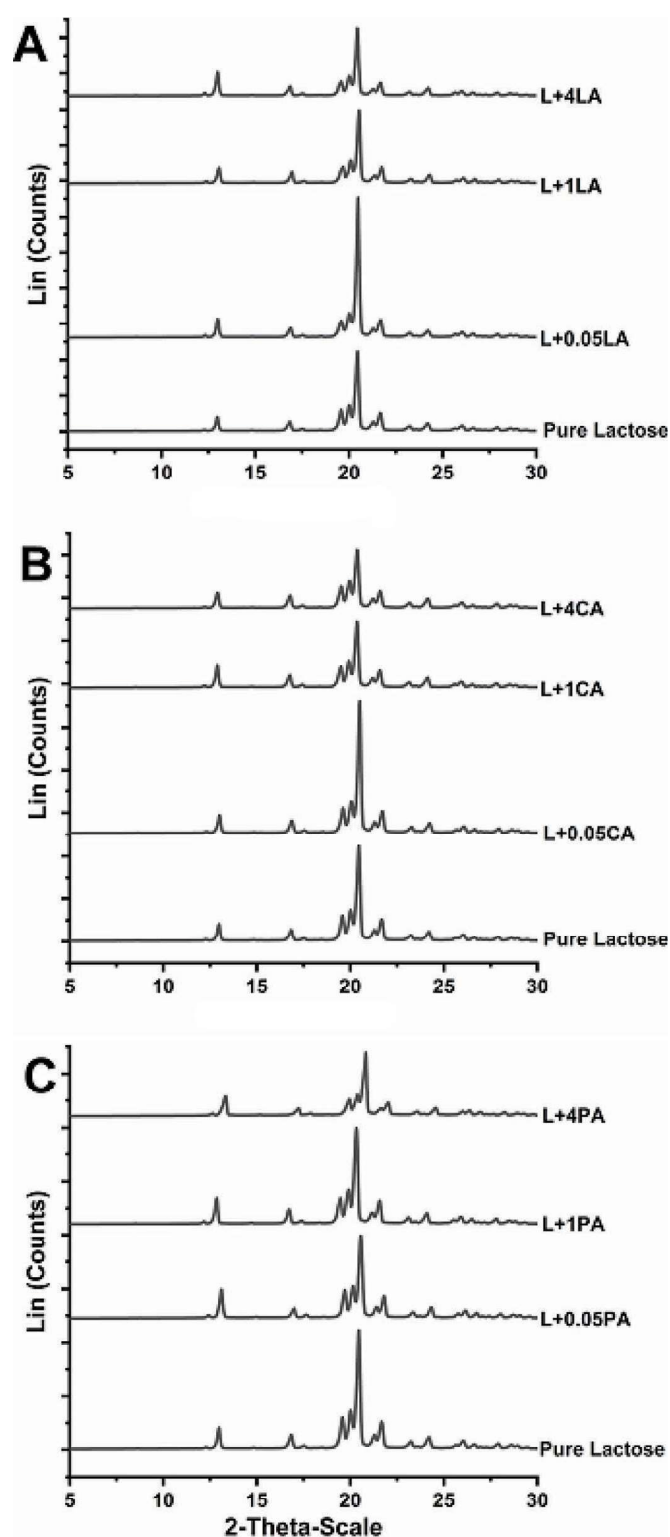 A
Lin (Counts)
L+4LA
L+1LA
L+0.05LA
Pure Lactose
5 10 15 20 25 30
B
Lin (Counts)
L+4CA
L+1CA
L+0.05CA
Pure Lactose
5 10 15 20 25 30
C
Lin (Counts)
L+4PA
L+1PA
L+0.05PA
Pure Lactose
5 10 15 20 25 30
2-Theta-Scale